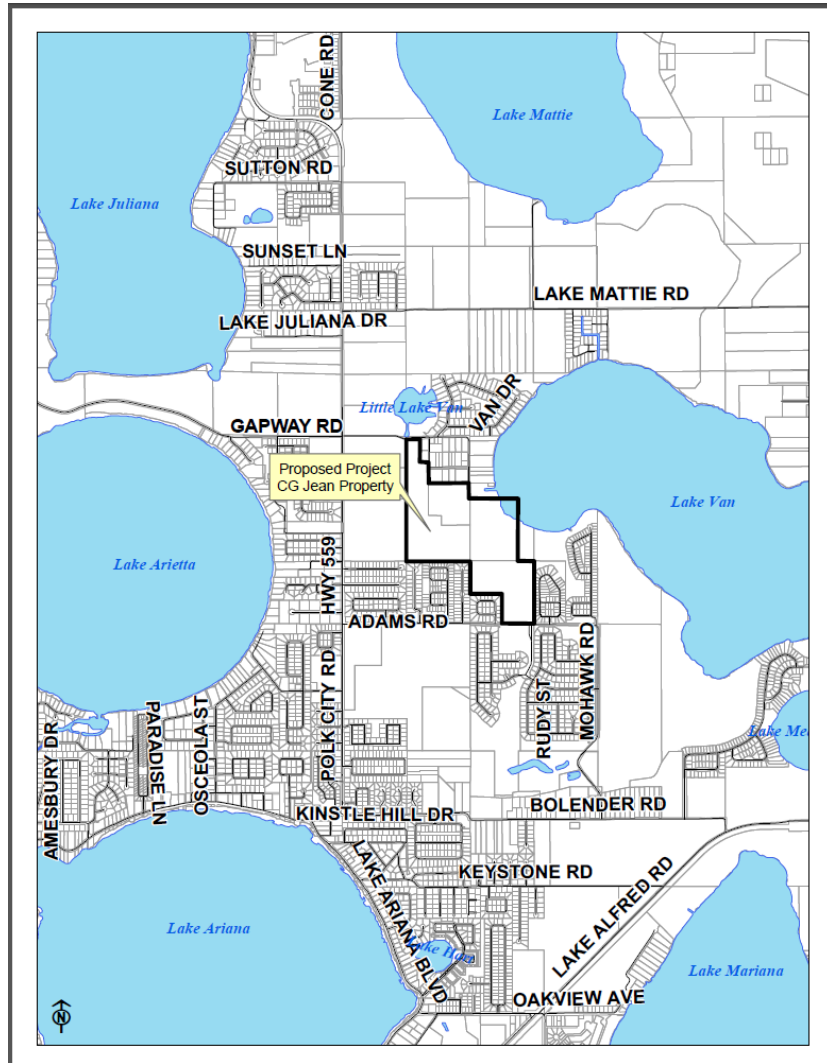 CONE RD
Lake Mattie
SUTTON RD
Lake Juliana
SUNSET LN
LAKE MATTIE RD
LAKE JULIANA DR
Little Lake Van
VAN DR
GAPWAY RD
Proposed Project
CG Jean Property
Lake Van
Lake Arietta
HWY 559
ADAMS RD
POLK CITY RD
RUDY ST
MOHAWK RD
PARADISE LN
OSCEOLA ST
AMESBURY DR
KINSTLE HILL DR
BOLENDER RD
LAKE ARIANA BLVD
KEYSTONE RD
LAKE ALFRED RD
Lake Ariana
Lake
Lake
Lake Mariana
OAKVIEW AVE
N